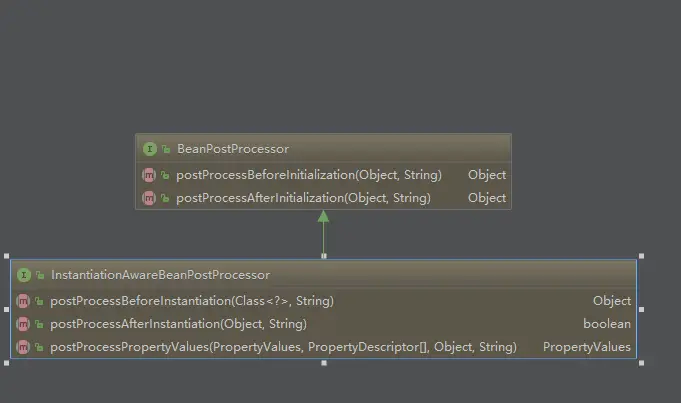 I BeanPostProcessor
m postProcessBeforeInitialization(Object, String) Object
m postProcessAfterInitialization(Object, String) Object
I InstantiationAwareBeanPostProcessor
m postProcessBeforeInstantiation(Class<?>, String) Object
m postProcessAfterInstantiation(Object, String) boolean
m postProcessPropertyValues(PropertyValues, PropertyDescriptor[], Object, String) PropertyValues